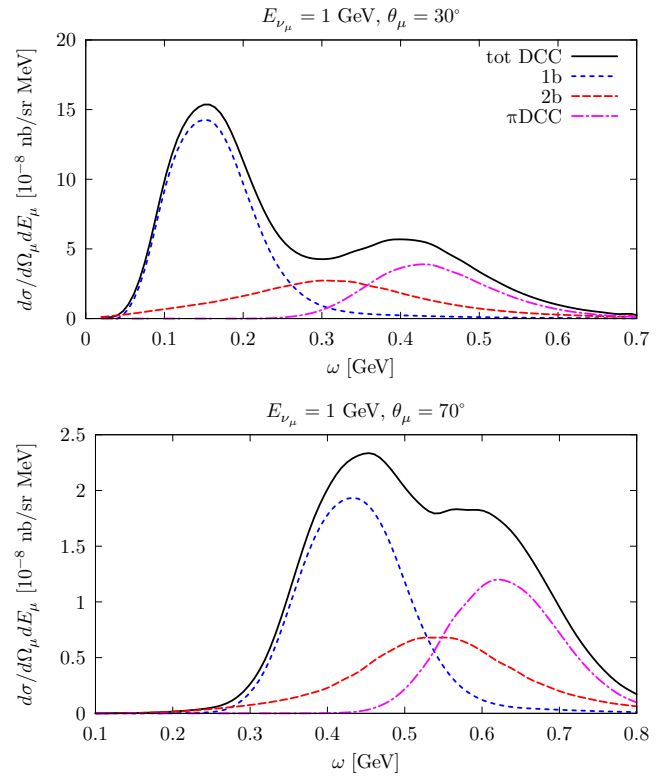 E_{ν_μ} = 1 GeV, θ_μ = 30°
dσ/dΩ_μ dE_μ [10⁻⁸ nb/sr MeV]
20
15
10
5
0
tot DCC
1b
2b
πDCC
0 0.1 0.2 0.3 0.4 0.5 0.6 0.7
ω [GeV]
E_{ν_μ} = 1 GeV, θ_μ = 70°
dσ/dΩ_μ dE_μ [10⁻⁸ nb/sr MeV]
2.5
2
1.5
1
0.5
0
0.1 0.2 0.3 0.4 0.5 0.6 0.7 0.8
ω [GeV]